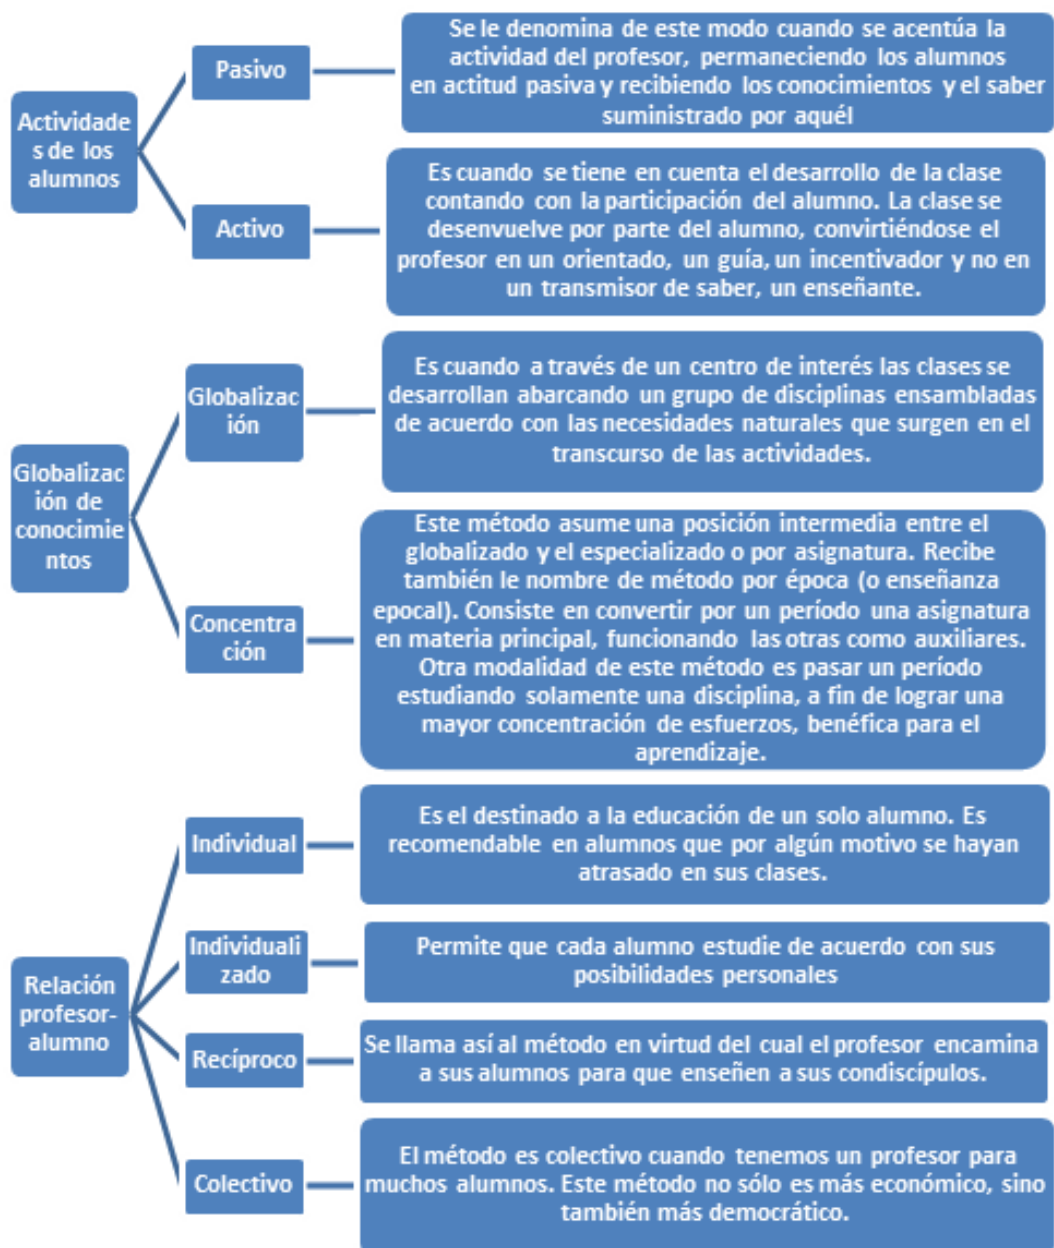 Actividade
s de los
alumnos
Pasivo
Se le denomina de este modo cuando se acentúa la
actividad del profesor, permaneciendo los alumnos
en actitud pasiva y recibiendo los conocimientos y el saber
suministrado por aquél
Activo
Es cuando se tiene en cuenta el desarrollo de la clase
contando con la participación del alumno. La clase se
desenvuelve por parte del alumno, convirtiéndose el
profesor en un orientado, un guía, un incentivador y no en
un transmisor de saber, un enseñante.
Globalizac
ión de
conocimie
ntos
Globalizac
ión
Es cuando a través de un centro de interés las clases se
desarrollan abarcando un grupo de disciplinas ensambladas
de acuerdo con las necesidades naturales que surgen en el
transcurso de las actividades.
Concentra
ción
Este método asume una posición intermedia entre el
globalizado y el especializado o por asignatura. Recibe
también le nombre de método por época (o enseñanza
epocal). Consiste en convertir por un período una asignatura
en materia principal, funcionando las otras como auxiliares.
Otra modalidad de este método es pasar un período
estudiando solamente una disciplina, a fin de lograr una
mayor concentración de esfuerzos, benéfica para el
aprendizaje.
Relación
profesor-
alumno
Individual
Es el destinado a la educación de un solo alumno. Es
recomendable en alumnos que por algún motivo se hayan
atrasado en sus clases.
Individuali
zado
Permite que cada alumno estudie de acuerdo con sus
posibilidades personales
Recíproco
Se llama así al método en virtud del cual el profesor encamina
a sus alumnos para que enseñen a sus condiscípulos.
Colectivo
El método es colectivo cuando tenemos un profesor para
muchos alumnos. Este método no sólo es más económico, sino
también más democrático.